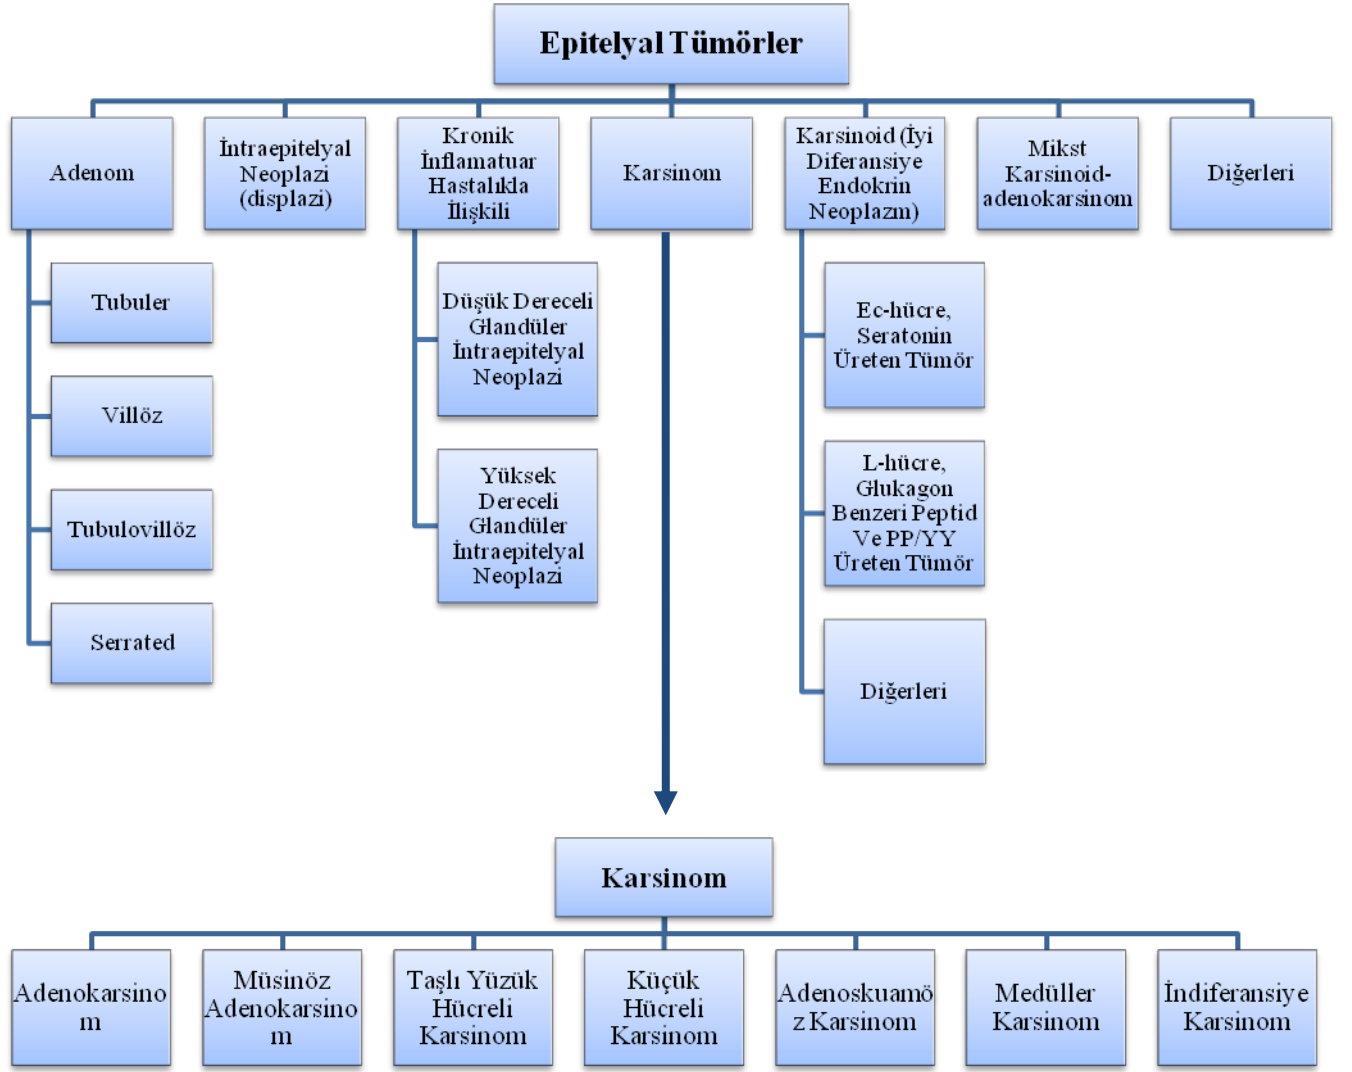 Epitelyal Tümörler
Adenom
İntraepitelyal
Neoplazi
(displazi)
Kronik
İnflamatuar
Hastalıkla
İlişkili
Karsinom
Karsinoid (İyi
Diferansiye
Endokrin
Neoplazm)
Mikst
Karsinoid-
adenokarsinom
Diğerleri
Tubuler
Villöz
Tubulovillöz
Serrated
Düşük Dereceli
Glandüler
İntraepitelyal
Neoplazi
Yüksek
Dereceli
Glandüler
İntraepitelyal
Neoplazi
Ec-hücre,
Seratonin
Üreten Tümör
L-hücre,
Glukagon
Benzeri Peptid
Ve PP/YY
Üreten Tümör
Diğerleri
Karsinom
Adenokarsino
m
Müsinöz
Adenokarsino
m
Taşlı Yüzük
Hücreli
Karsinom
Küçük
Hücreli
Karsinom
Adenoskuamö
z Karsinom
Medüller
Karsinom
İndiferansiye
Karsinom